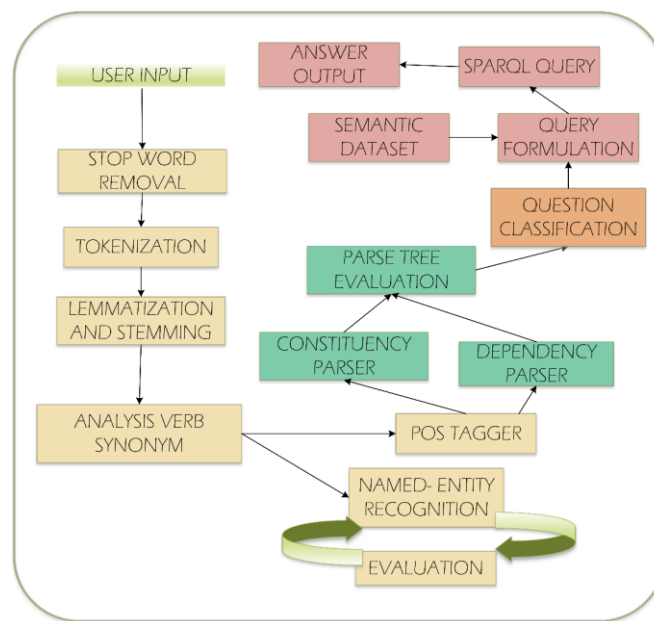 USER INPUT
STOP WORD
REMOVAL
TOKENIZATION
LEMMATIZATION
AND STEMMING
ANALYSIS VERB
SYNONYM
ANSWER
OUTPUT
SPARQL QUERY
SEMANTIC
DATASET
QUERY
FORMULATION
QUESTION
CLASSIFICATION
PARSE TREE
EVALUATION
CONSTITUENCY
PARSER
DEPENDENCY
PARSER
POS TAGGER
NAMED- ENTITY
RECOGNITION
EVALUATION